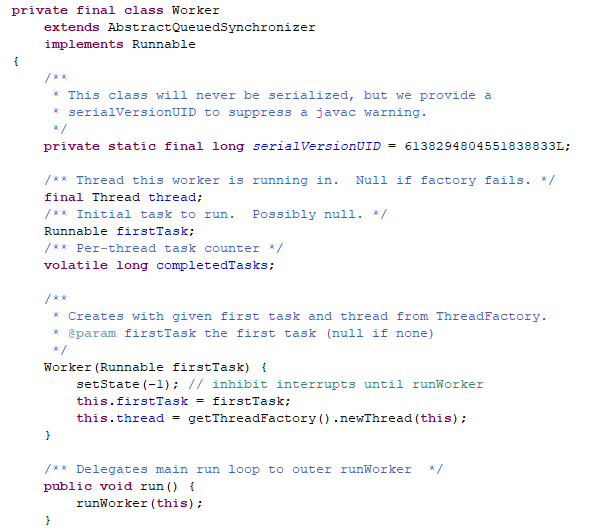 private final class Worker
    extends AbstractQueuedSynchronizer
    implements Runnable
{
    /**
     * This class will never be serialized, but we provide a
     * serialVersionUID to suppress a javac warning.
     */
    private static final long serialVersionUID = 6138294804551838833L;

    /** Thread this worker is running in.  Null if factory fails. */
    final Thread thread;
    /** Initial task to run.  Possibly null. */
    Runnable firstTask;
    /** Per-thread task counter */
    volatile long completedTasks;

    /**
     * Creates with given first task and thread from ThreadFactory.
     * @param firstTask the first task (null if none)
     */
    Worker(Runnable firstTask) {
        setState(-1); // inhibit interrupts until runWorker
        this.firstTask = firstTask;
        this.thread = getThreadFactory().newThread(this);
    }

    /** Delegates main run loop to outer runWorker  */
    public void run() {
        runWorker(this);
    }